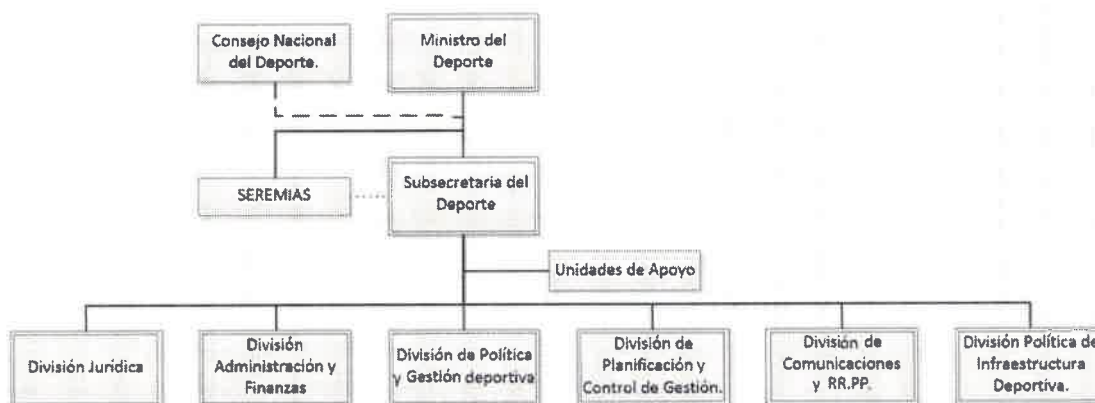 Consejo Nacional
del Deporte.
Ministro del
Deporte
SEREMIAS
Subsecretaria del
Deporte
Unidades de Apoyo
División Jurídica
División
Administración y
Finanzas
División de Política
y Gestión deportiva
División de
Planificación y
Control de Gestión.
División de
Comunicaciones
y RR.PP.
División Política de
Infraestructura
Deportiva.